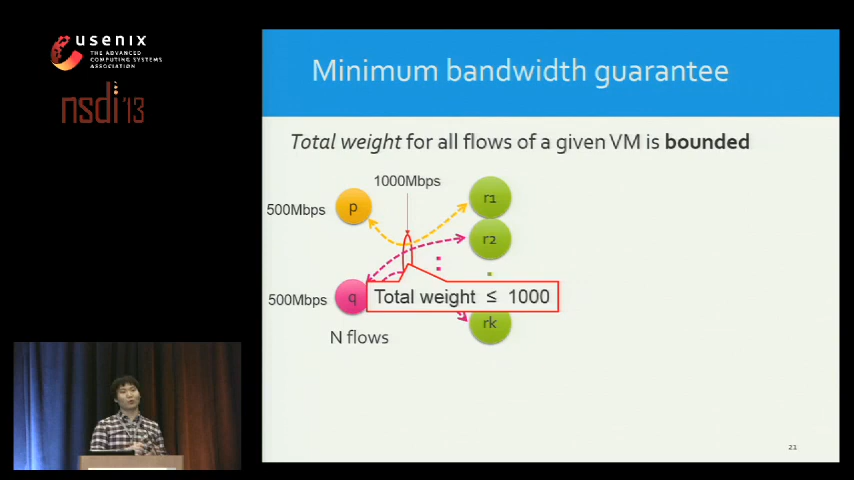 usenix
THE ADVANCED
COMPUTING SYSTEMS
ASSOCIATION
nsdi'13
Minimum bandwidth guarantee
Total weight for all flows of a given VM is bounded
1000Mbps
500Mbps
p
r1
r2
500Mbps
q
Total weight ≤ 1000
rk
N flows
21